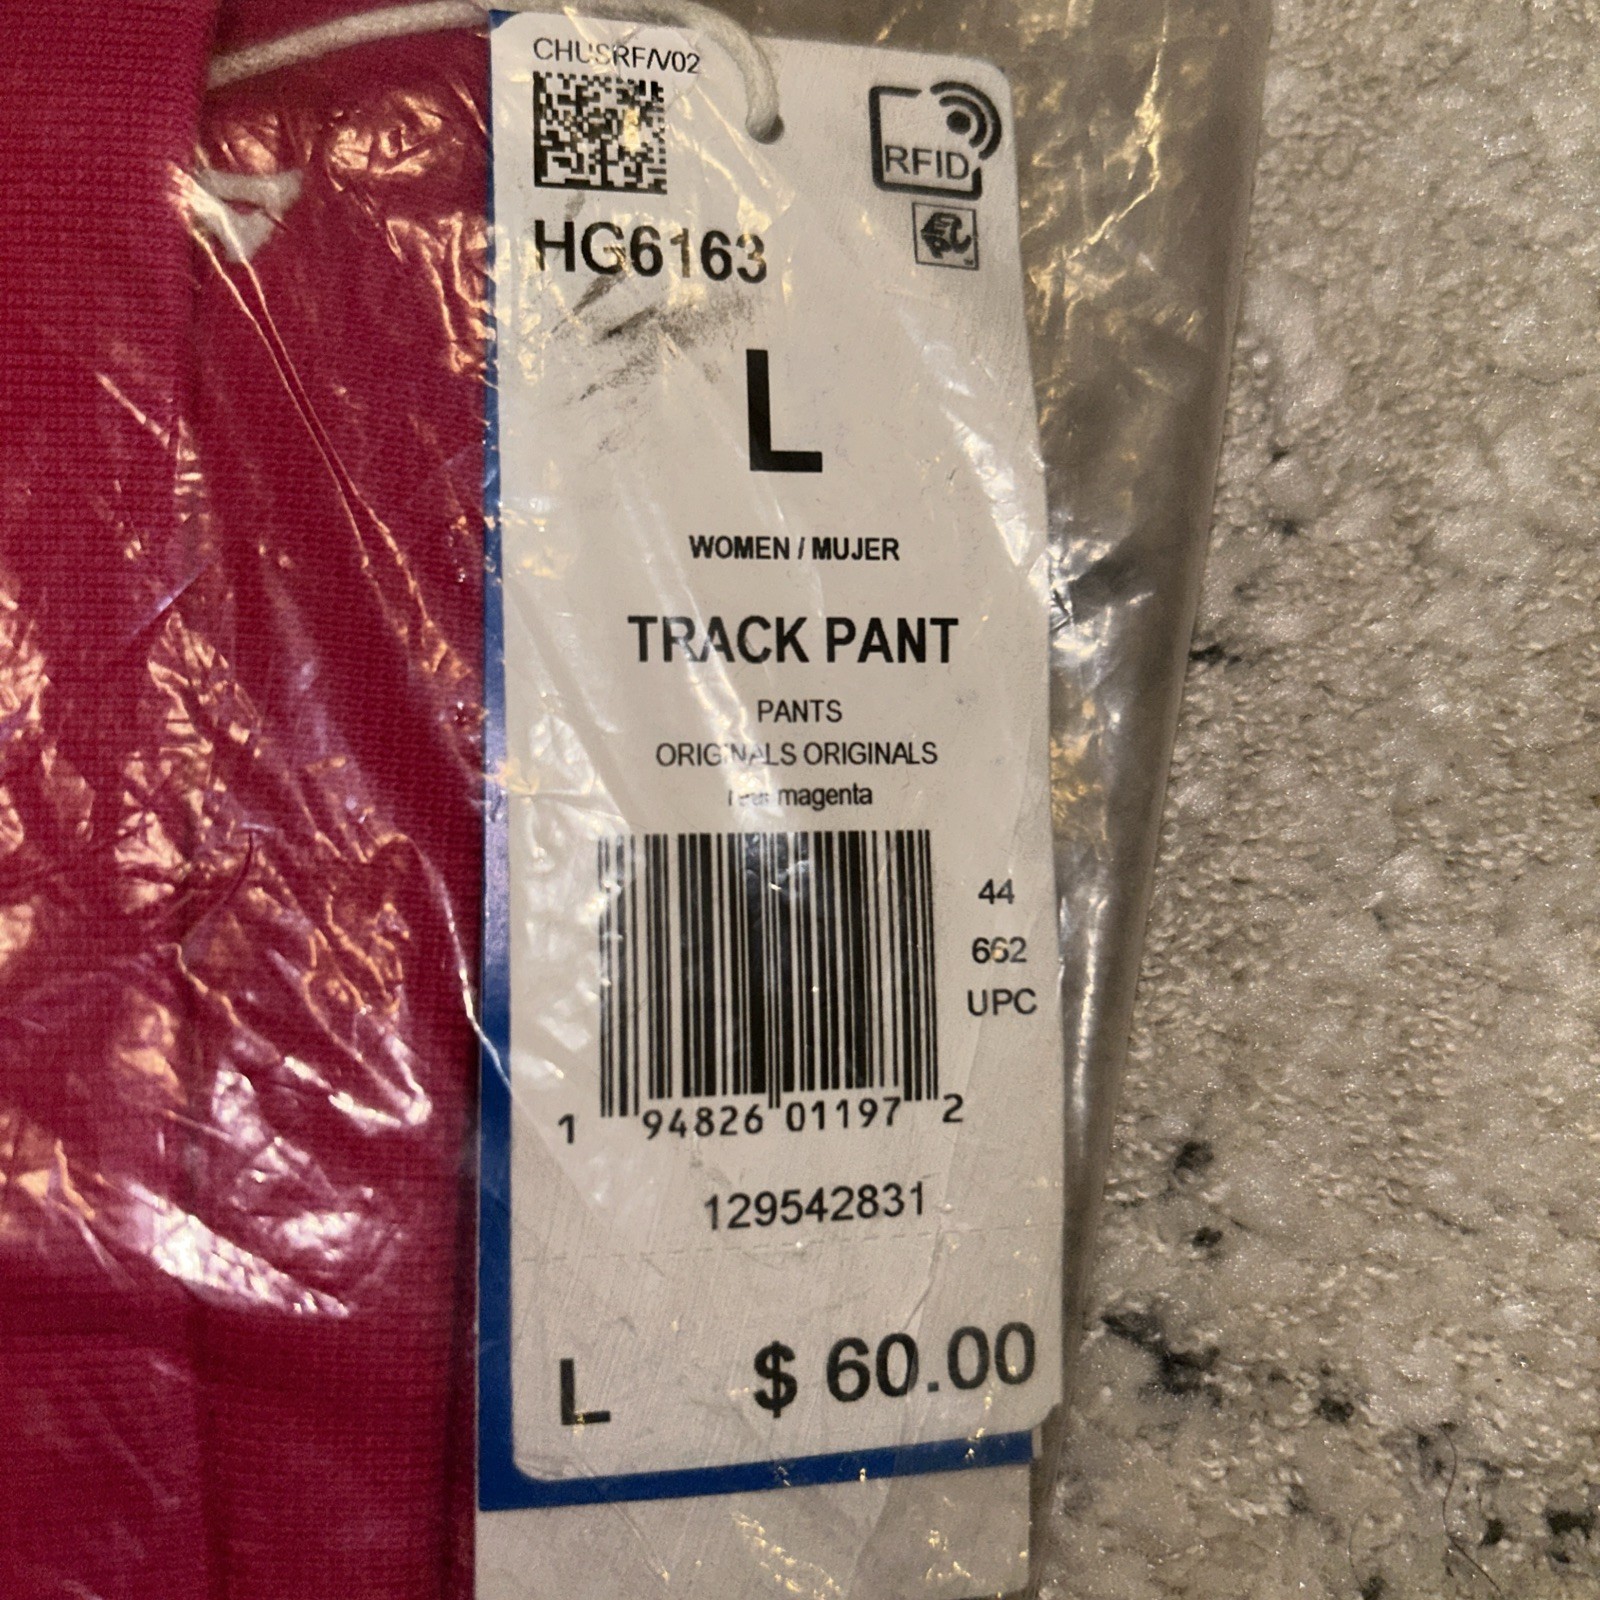 CHUSRF/V02
RFID
HG6163
L
WOMEN / MUJER
TRACK PANT
PANTS
ORIGINALS ORIGINALS
real magenta
44
662
UPC
1 94826 01197 2
129542831
L $ 60.00